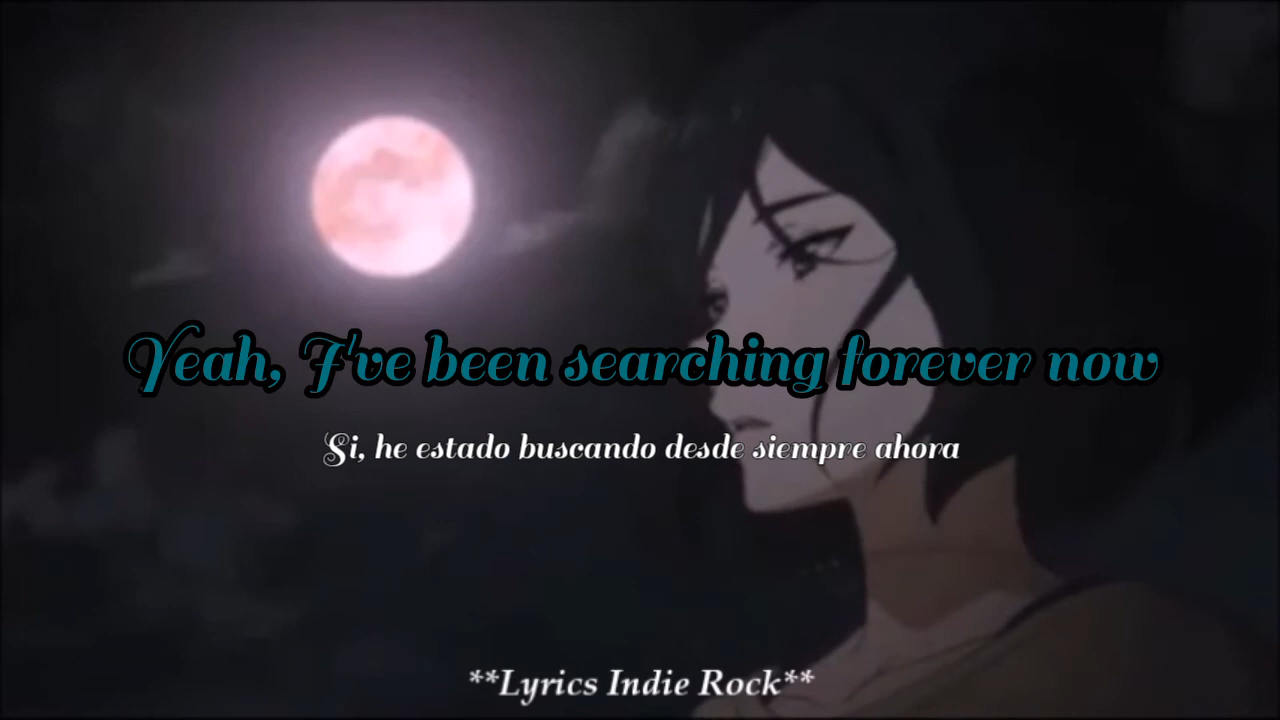 Yeah, I've been searching forever now
Si, he estado buscando desde siempre ahora
**Lyrics Indie Rock**